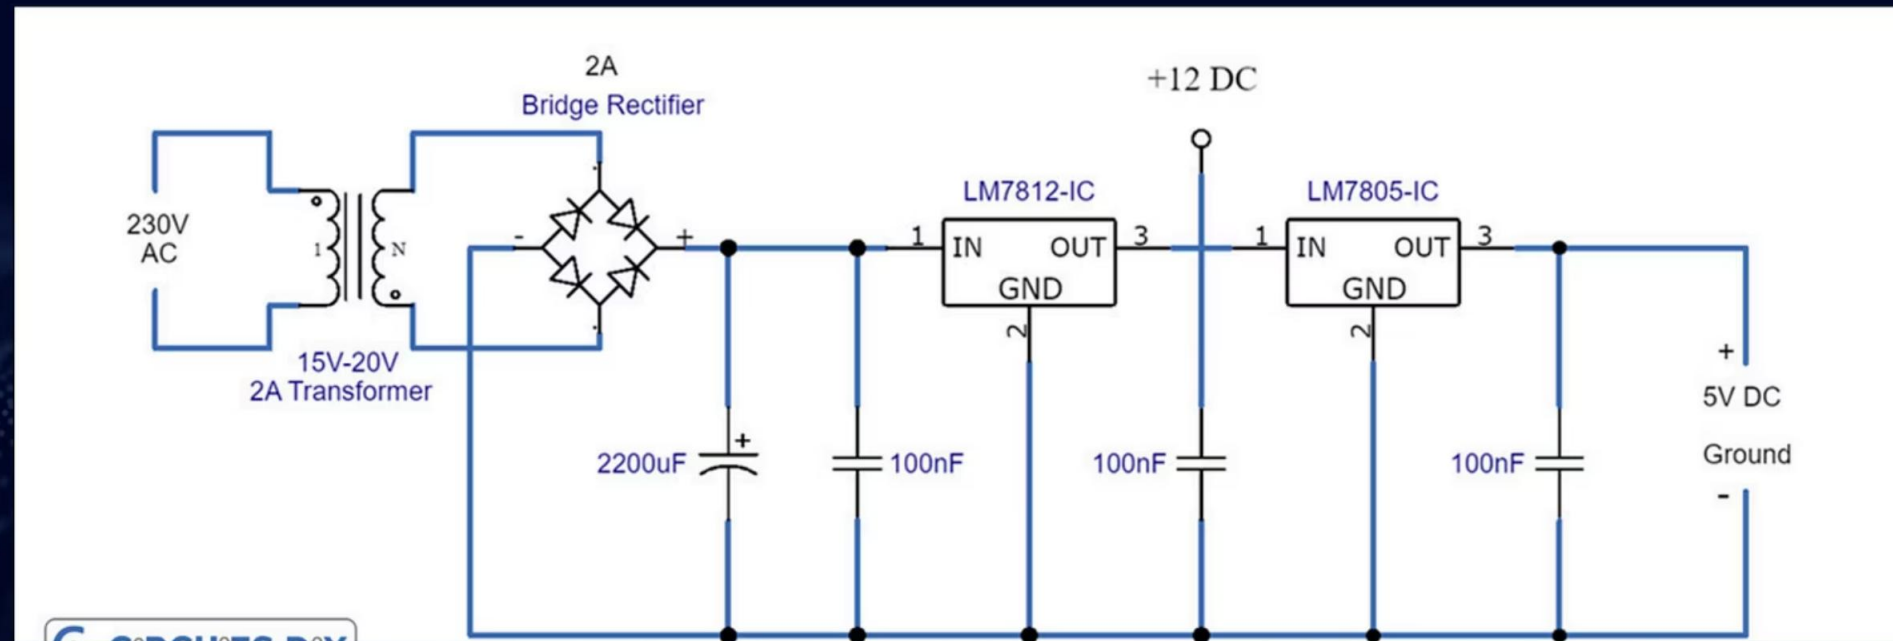 2A
Bridge Rectifier
+12 DC
230V
AC
1
N
15V-20V
2A Transformer
-
+
LM7812-IC
1
IN
OUT
3
GND
2
LM7805-IC
1
IN
OUT
3
GND
2
+
5V DC
Ground
-
+
2200uF
100nF
100nF
100nF